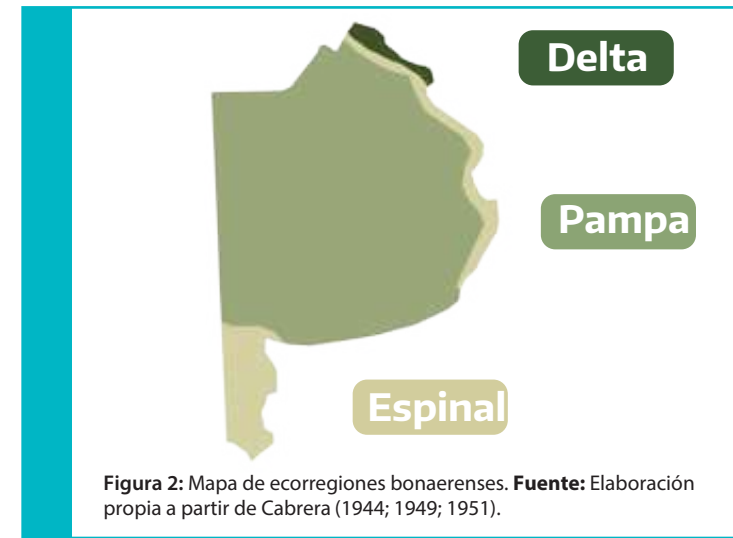 Delta
Pampa
Espinal
Figura 2: Mapa de ecorregiones bonaerenses. Fuente: Elaboración
propia a partir de Cabrera (1944; 1949; 1951).